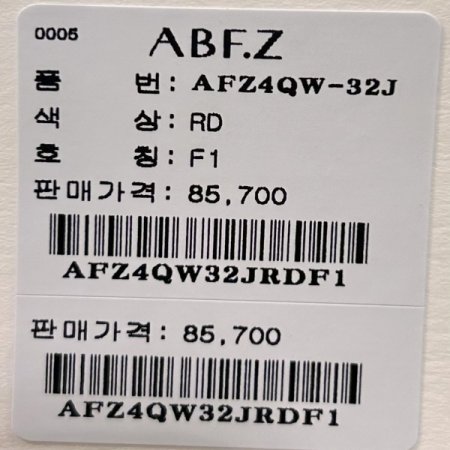 0005 ABF.Z
품 번: AFZ4QW-32J
색 상: RD
호 칭: F1
판매가격: 85,700
AFZ4QW32JRDF1
판매가격: 85,700
AFZ4QW32JRDF1